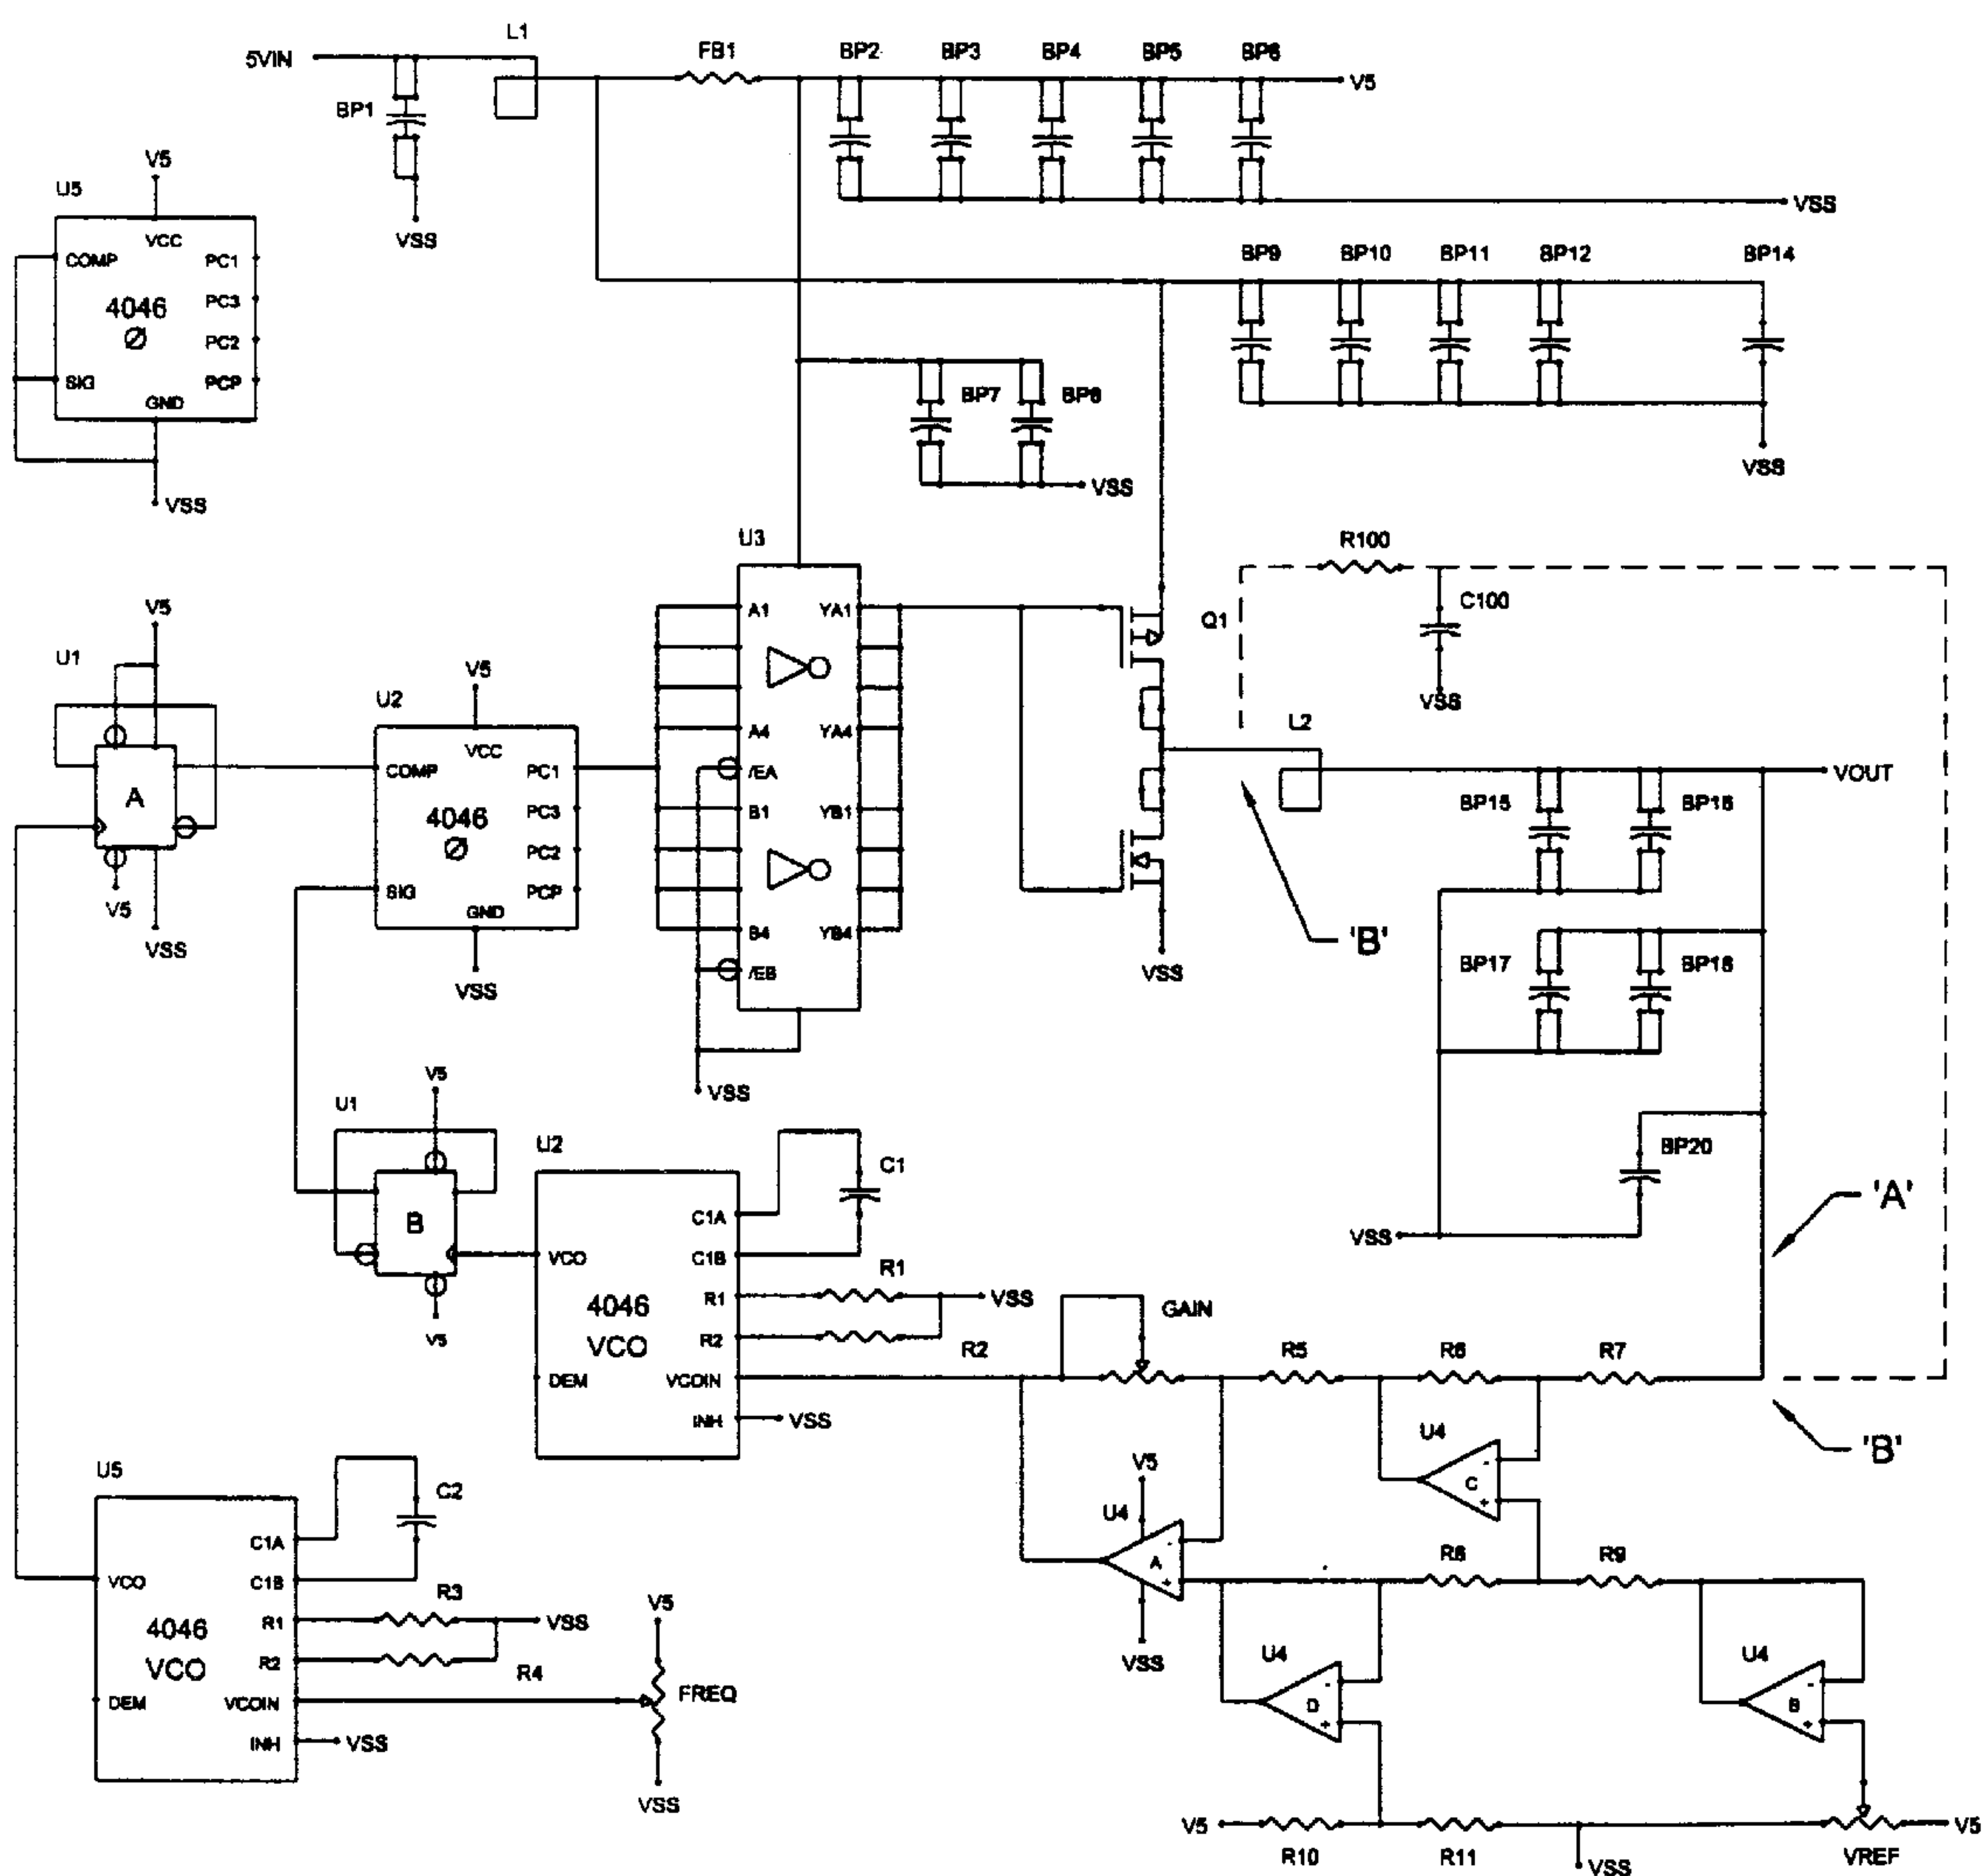 L1
5VIN
FB1
BP2
BP3
BP4
BP5
BP6
V5
BP1
VSS
VSS
V5
U5
VCC
COMP
PC1
4046
PC3
Ø
PC2
SIG
PCP
GND
VSS
BP9
BP10
BP11
BP12
BP14
VSS
BP7
BP8
VSS
U3
R100
C100
VSS
Q1
V5
U1
A
V5
VSS
V5
U2
VCC
COMP
PC1
PC3
4046
Ø
PC2
SIG
PCP
GND
VSS
A1
YA1
A4
YA4
/EA
B1
YB1
B4
YB4
/EB
VSS
L2
VOUT
BP15
BP16
'B'
VSS
BP17
BP18
BP20
VSS
'A'
V5
U1
B
V5
U2
C1
C1A
VCO
C1B
R1
R1
VSS
4046
R2
VCO
R2
DEM
VCOIN
INH
VSS
GAIN
R5
R6
R7
'B'
U4
-
C
+
V5
U4
-
A
+
VSS
R8
R9
U4
-
D
+
U4
-
B
+
U5
C2
C1A
VCO
C1B
R3
R1
VSS
4046
R2
VCO
R4
DEM
VCOIN
INH
VSS
V5
FREQ
VSS
V5
R10
R11
VSS
VREF
V5